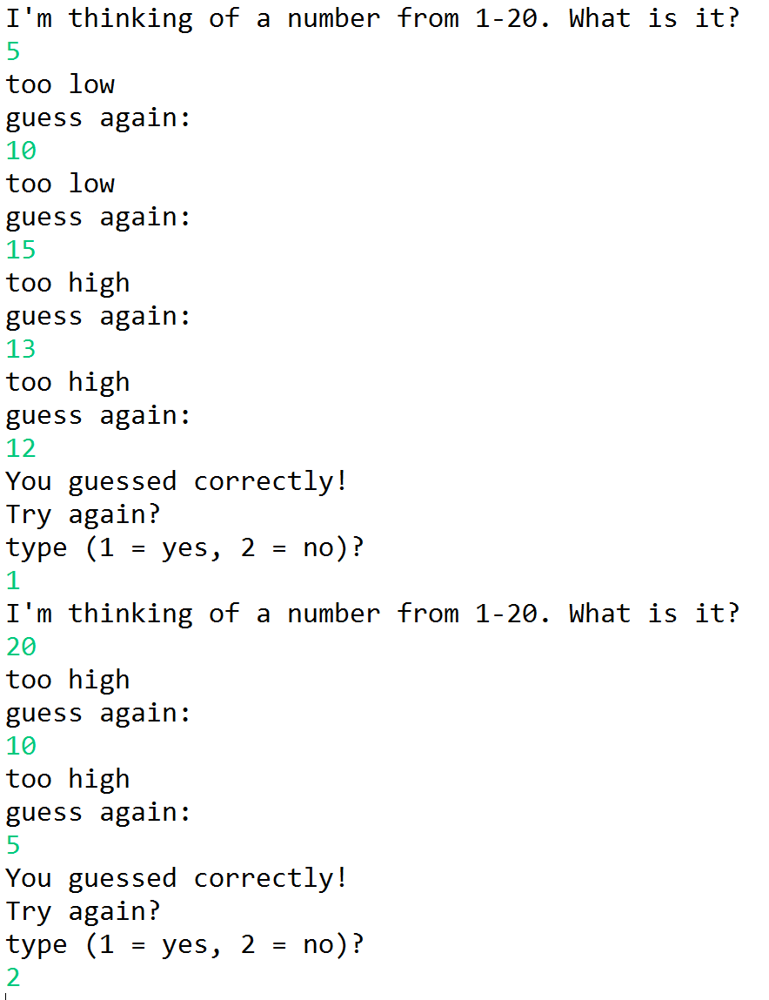 I'm thinking of a number from 1-20. What is it?
5
too low
guess again:
10
too low
guess again:
15
too high
guess again:
13
too high
guess again:
12
You guessed correctly!
Try again?
type (1 = yes, 2 = no)?
1
I'm thinking of a number from 1-20. What is it?
20
too high
guess again:
10
too high
guess again:
5
You guessed correctly!
Try again?
type (1 = yes, 2 = no)?
2